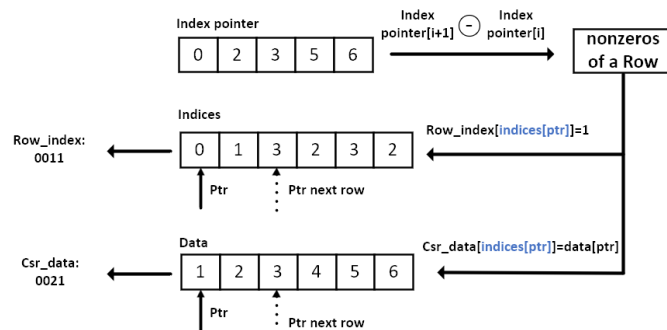 Index pointer
0 2 3 5 6
Index Index
pointer[i+1] − pointer[i]
nonzeros
of a Row
Indices
Row_index:
0011
0 1 3 2 3 2
Row_index[indices[ptr]]=1
Ptr
Ptr next row
Data
Csr_data:
0021
1 2 3 4 5 6
Csr_data[indices[ptr]]=data[ptr]
Ptr
Ptr next row